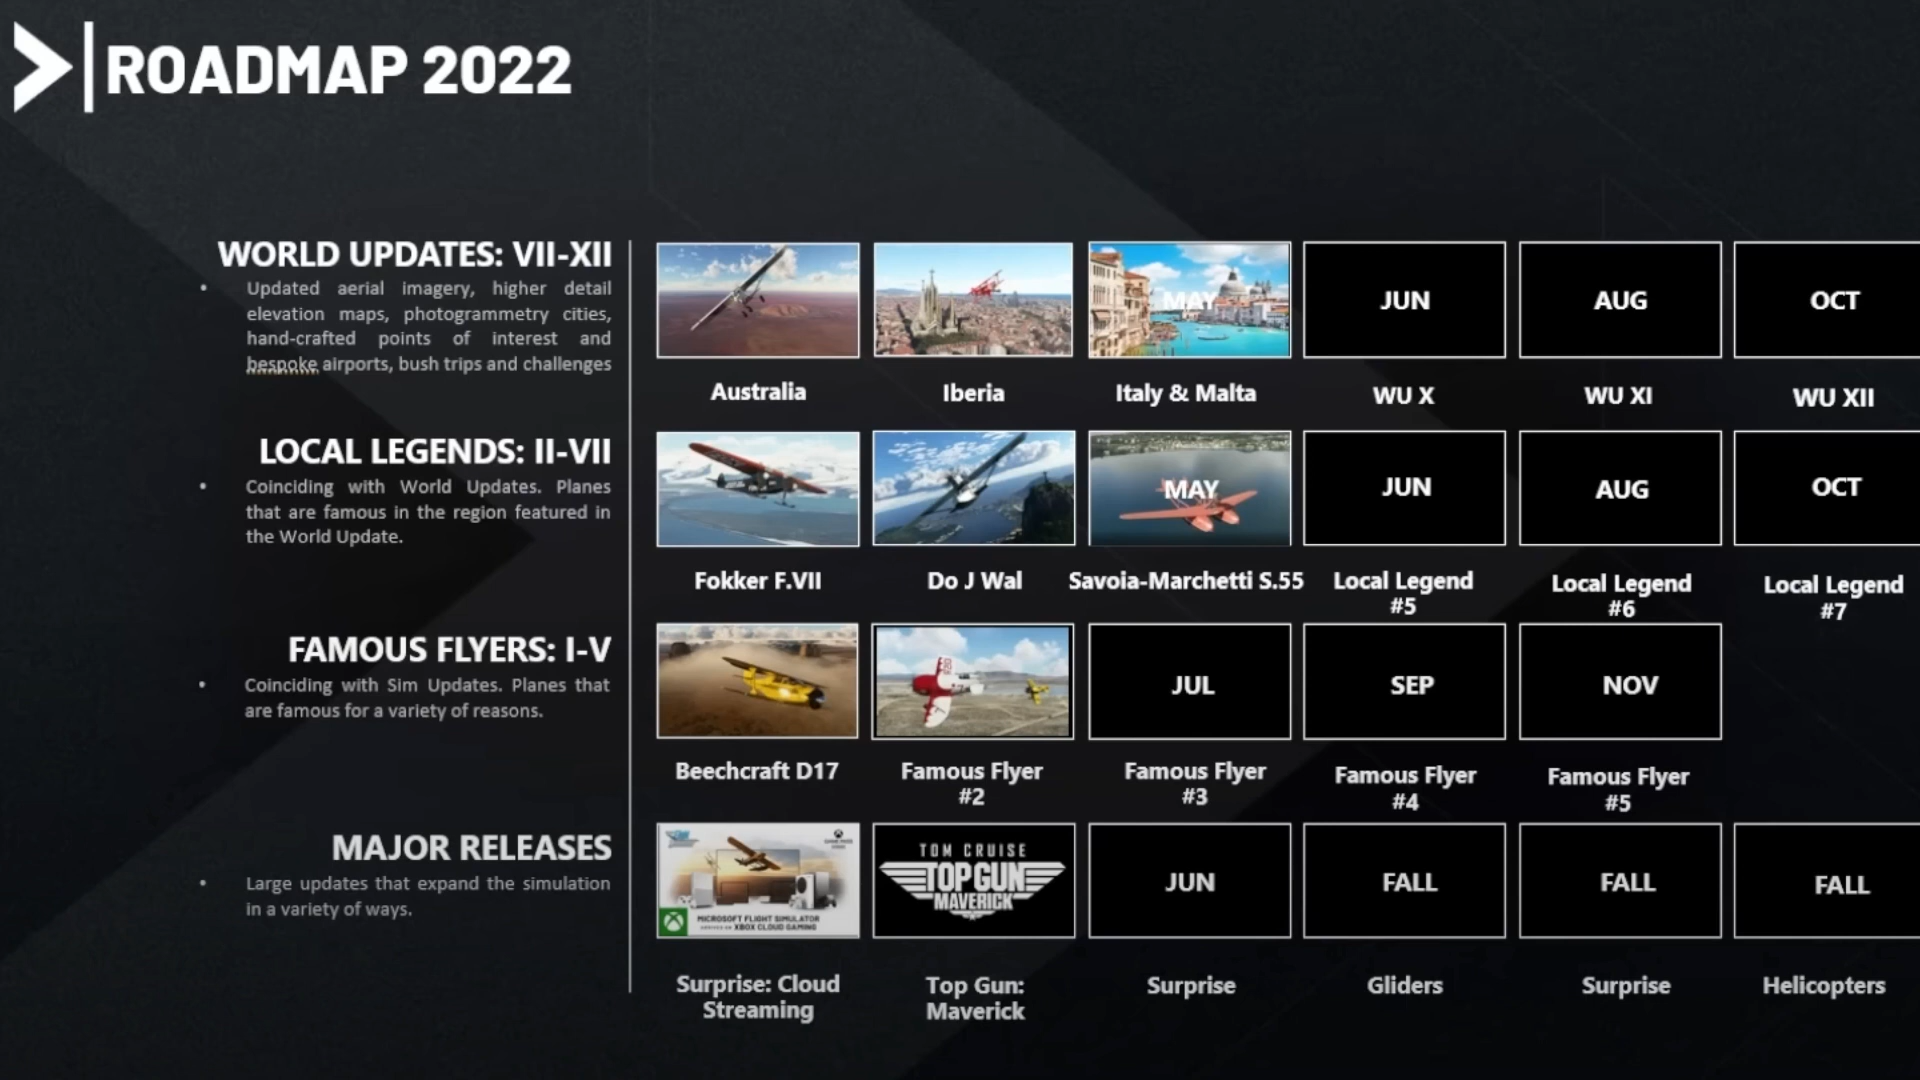 ROADMAP 2022
WORLD UPDATES: VII-XII
• Updated aerial imagery, higher detail
elevation maps, photogrammetry cities,
hand-crafted points of interest and
bespoke airports, bush trips and challenges
MAY
JUN
AUG
OCT
Australia
Iberia
Italy & Malta
WU X
WU XI
WU XII
LOCAL LEGENDS: II-VII
• Coinciding with World Updates. Planes
that are famous in the region featured in
the World Update.
MAY
JUN
AUG
OCT
Fokker F.VII
Do J Wal
Savoia-Marchetti S.55
Local Legend
#5
Local Legend
#6
Local Legend
#7
FAMOUS FLYERS: I-V
• Coinciding with Sim Updates. Planes that
are famous for a variety of reasons.
JUL
SEP
NOV
Beechcraft D17
Famous Flyer
#2
Famous Flyer
#3
Famous Flyer
#4
Famous Flyer
#5
MAJOR RELEASES
• Large updates that expand the simulation
in a variety of ways.
MICROSOFT FLIGHT SIMULATOR
XBOX CLOUD GAMING
TOM CRUISE
TOP GUN
MAVERICK
JUN
FALL
FALL
FALL
Surprise: Cloud
Streaming
Top Gun:
Maverick
Surprise
Gliders
Surprise
Helicopters